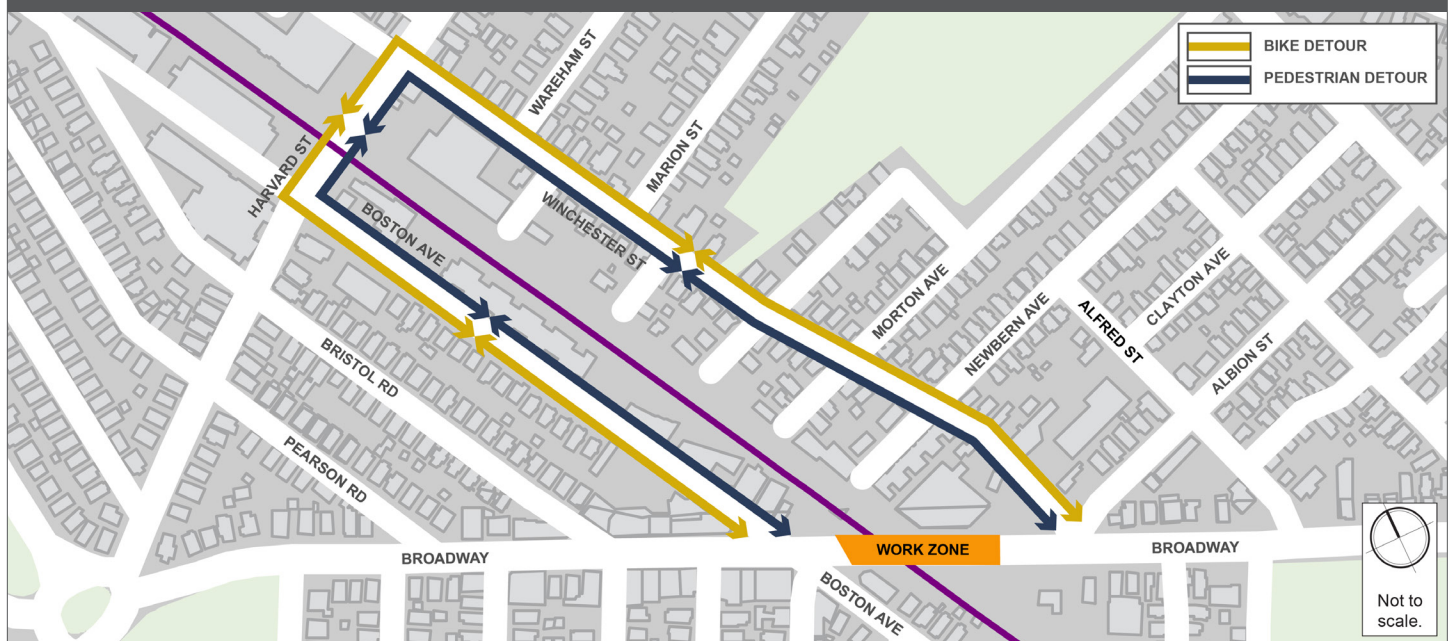 BIKE DETOUR
PEDESTRIAN DETOUR
WAREHAM ST
MARION ST
HARVARD ST
BOSTON AVE
WINCHESTER ST
MORTON AVE
NEWBERN AVE
ALFRED ST
CLAYTON AVE
ALBION ST
BRISTOL RD
PEARSON RD
BROADWAY
WORK ZONE
BROADWAY
BOSTON AVE
Not to
scale.